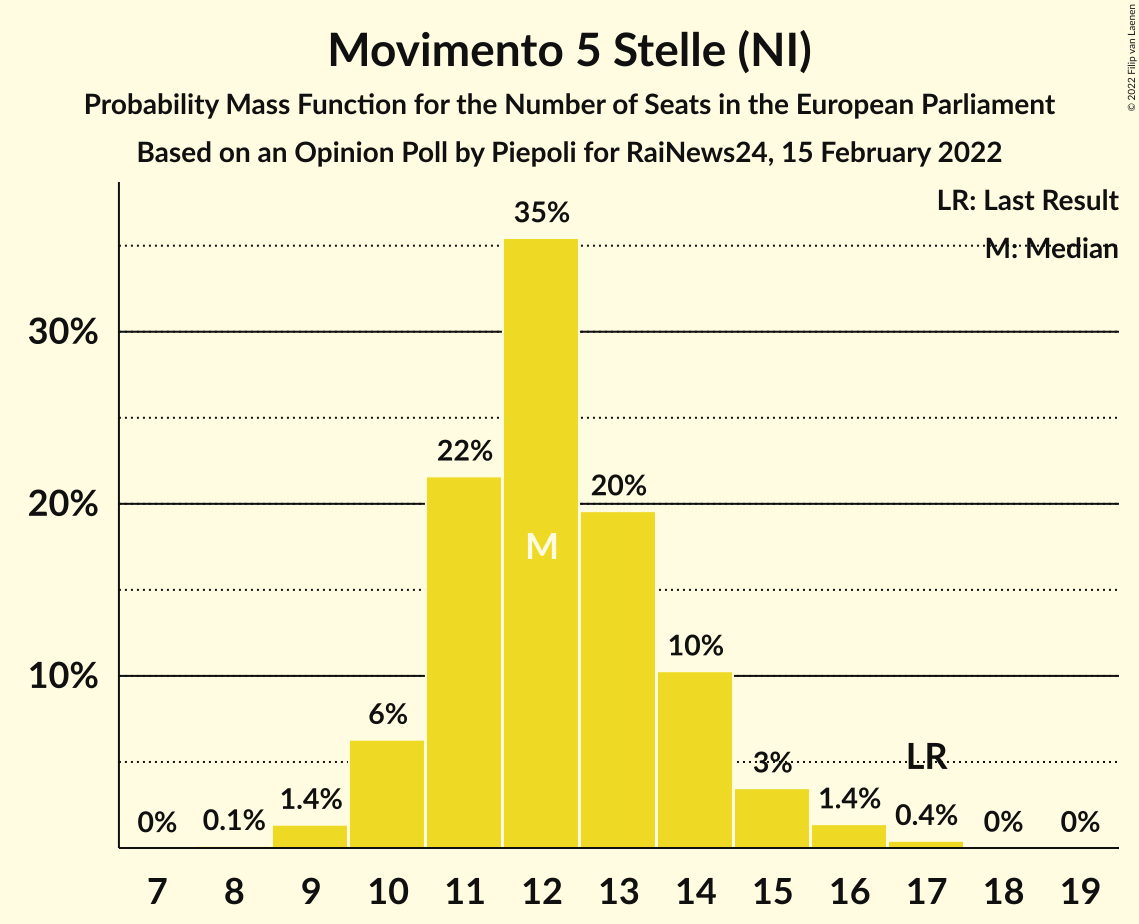 Movimento 5 Stelle (NI)
Probability Mass Function for the Number of Seats in the European Parliament
Based on an Opinion Poll by Piepoli for RaiNews24, 15 February 2022
© 2022 Filip van Laenen
LR: Last Result
M: Median
35%
30%
22%
20%
20%
M
10%
10%
6%
LR
3%
1.4%
1.4%
0.4%
0%
0.1%
0%
0%
7 8 9 10 11 12 13 14 15 16 17 18 19